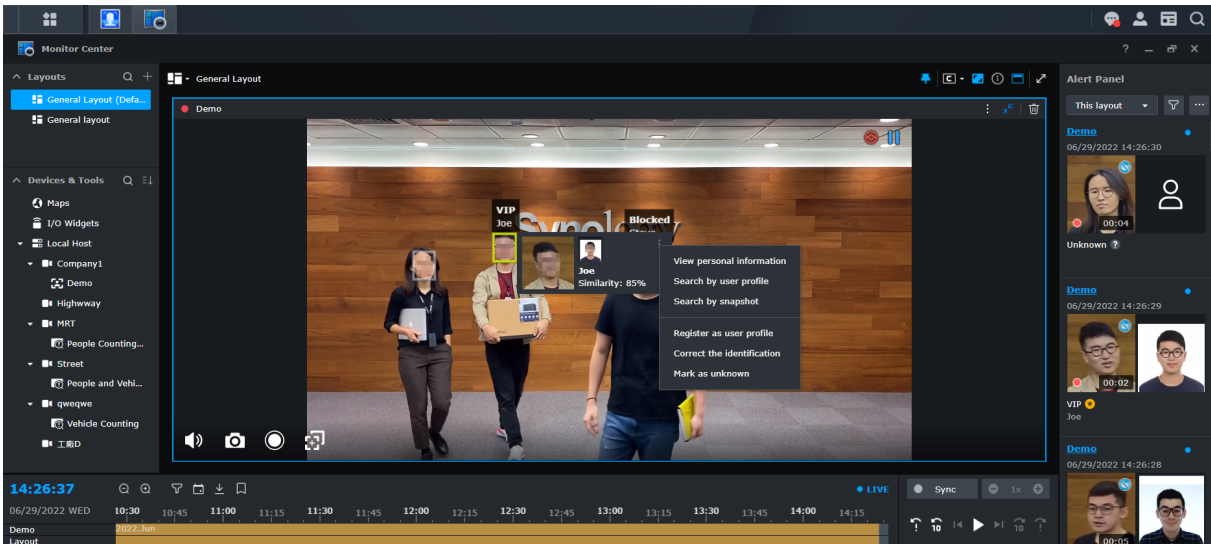 Monitor Center
Layouts
General Layout (Defa...
General layout
Devices & Tools
Maps
I/O Widgets
Local Host
Company1
Demo
Highwway
MRT
People Counting...
Street
People and Vehi...
qweqwe
Vehicle Counting
工廠D
General Layout
C
Demo
Synology
VIP
Joe
Blocked
Joe
Similarity: 85%
View personal information
Search by user profile
Search by snapshot
Register as user profile
Correct the identification
Mark as unknown
Alert Panel
This layout
Demo
06/29/2022 14:26:30
00:04
Unknown ?
Demo
06/29/2022 14:26:29
00:02
VIP
Joe
Demo
06/29/2022 14:26:28
00:05
14:26:37
LIVE
06/29/2022 WED
10:30 10:45 11:00 11:15 11:30 11:45 12:00 12:15 12:30 12:45 13:00 13:15 13:30 13:45 14:00 14:15
Demo
2022.Jun
Layout
Sync
1x
10
10